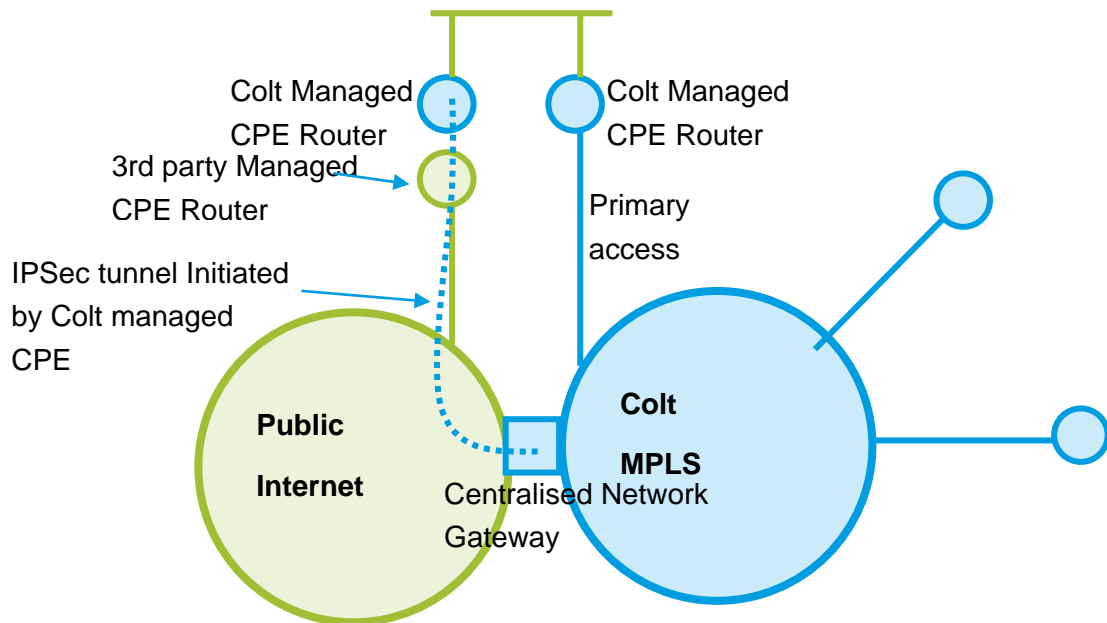 Colt Managed
CPE Router
Colt Managed
CPE Router
3rd party Managed
CPE Router
Primary
access
IPSec tunnel Initiated
by Colt managed
CPE
Public
Internet
Colt
MPLS
Centralised Network
Gateway